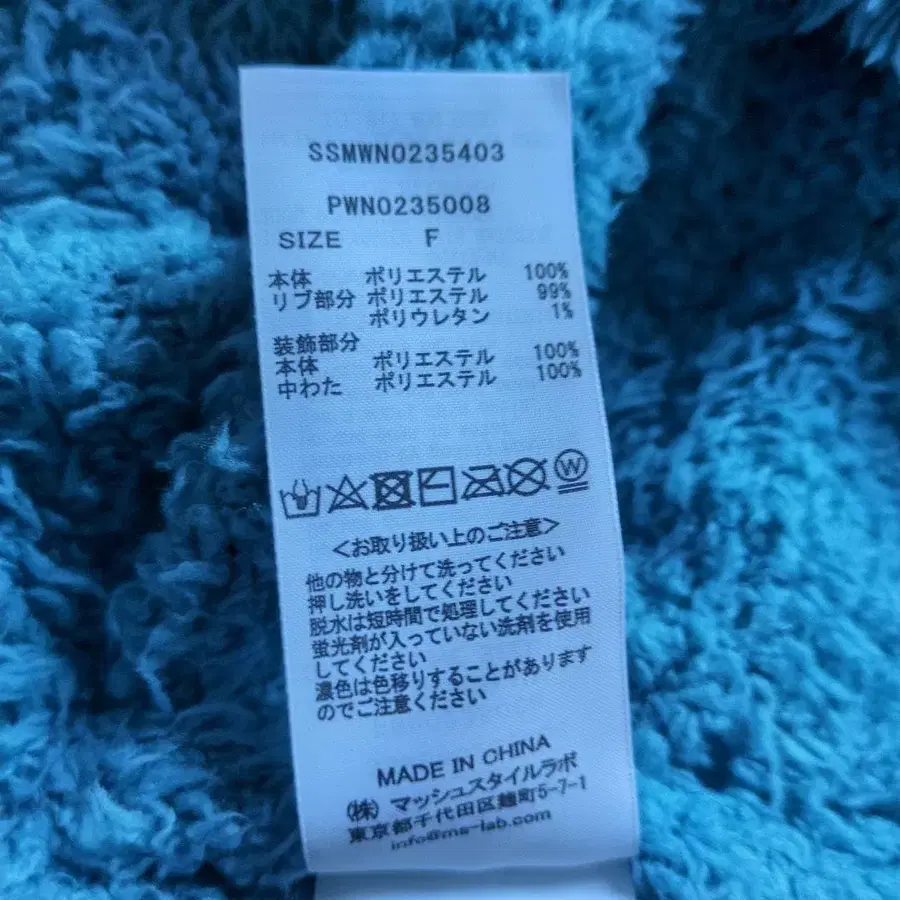 SSMWN0235403
PWN0235008
SIZE F
本体 ポリエステル 100%
リブ部分 ポリエステル 99%
ポリウレタン 1%
装飾部分
本体 ポリエステル 100%
中わた ポリエステル 100%
W
<お取り扱い上のご注意>
他の物と分けて洗ってください
押し洗いをしてください
脱水は短時間で処理してください
蛍光剤が入っていない洗剤を使用
してください
濃色は色移りすることがあります
のでご注意ください
MADE IN CHINA
(株) マッシュスタイルラボ
東京都千代田区麹町5-7-1
info@ms-lab.com